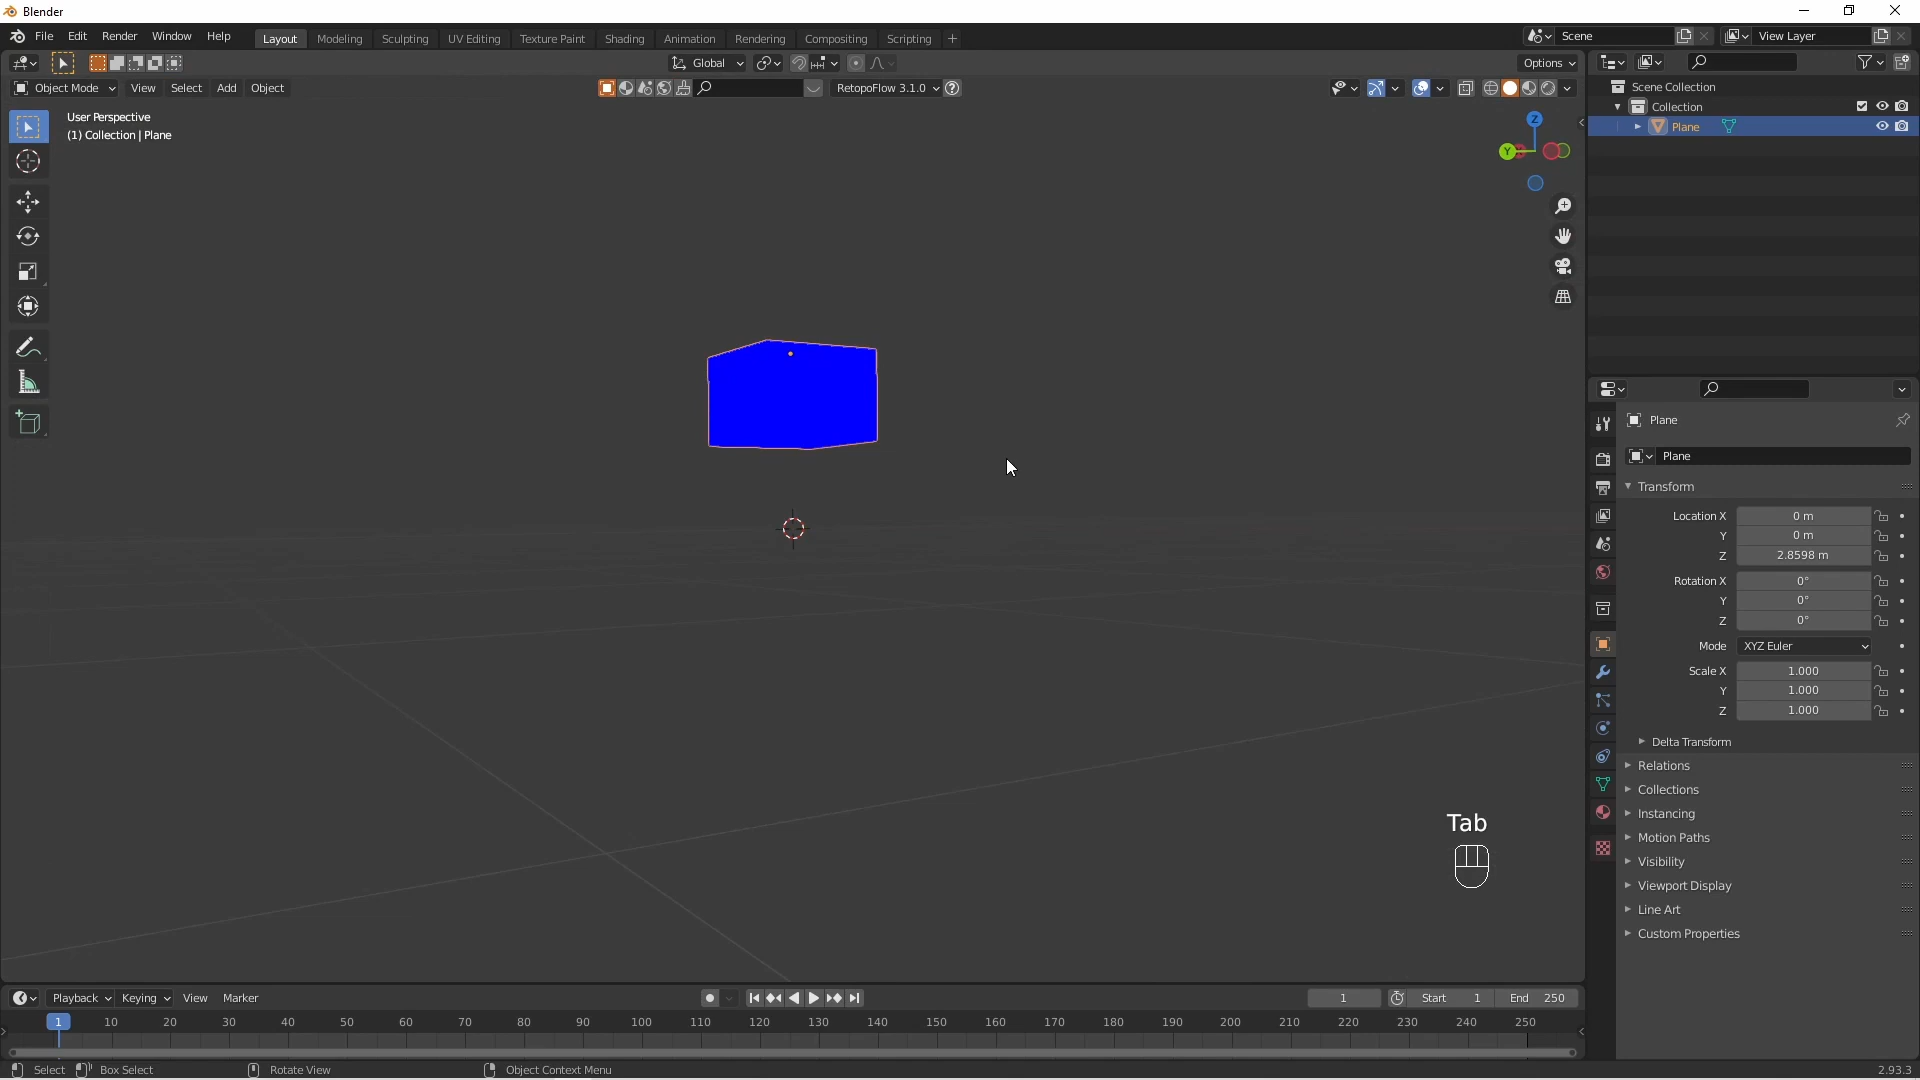 Blender
File Edit Render Window Help
Layout Modeling Sculpting UV Editing Texture Paint Shading Animation Rendering Compositing Scripting +
Scene
View Layer
Global
Options
Object Mode View Select Add Object
RetopoFlow 3.1.0
User Perspective
(1) Collection | Plane
Z
Y
Tab
Scene Collection
Collection
Plane
Plane
Plane
Transform
Location X 0 m
Y 0 m
Z 2.8598 m
Rotation X 0°
Y 0°
Z 0°
Mode XYZ Euler
Scale X 1.000
Y 1.000
Z 1.000
Delta Transform
Relations
Collections
Instancing
Motion Paths
Visibility
Viewport Display
Line Art
Custom Properties
Playback Keying View Marker
1 Start 1 End 250
1 10 20 30 40 50 60 70 80 90 100 110 120 130 140 150 160 170 180 190 200 210 220 230 240 250
Select Box Select Rotate View Object Context Menu 2.93.3